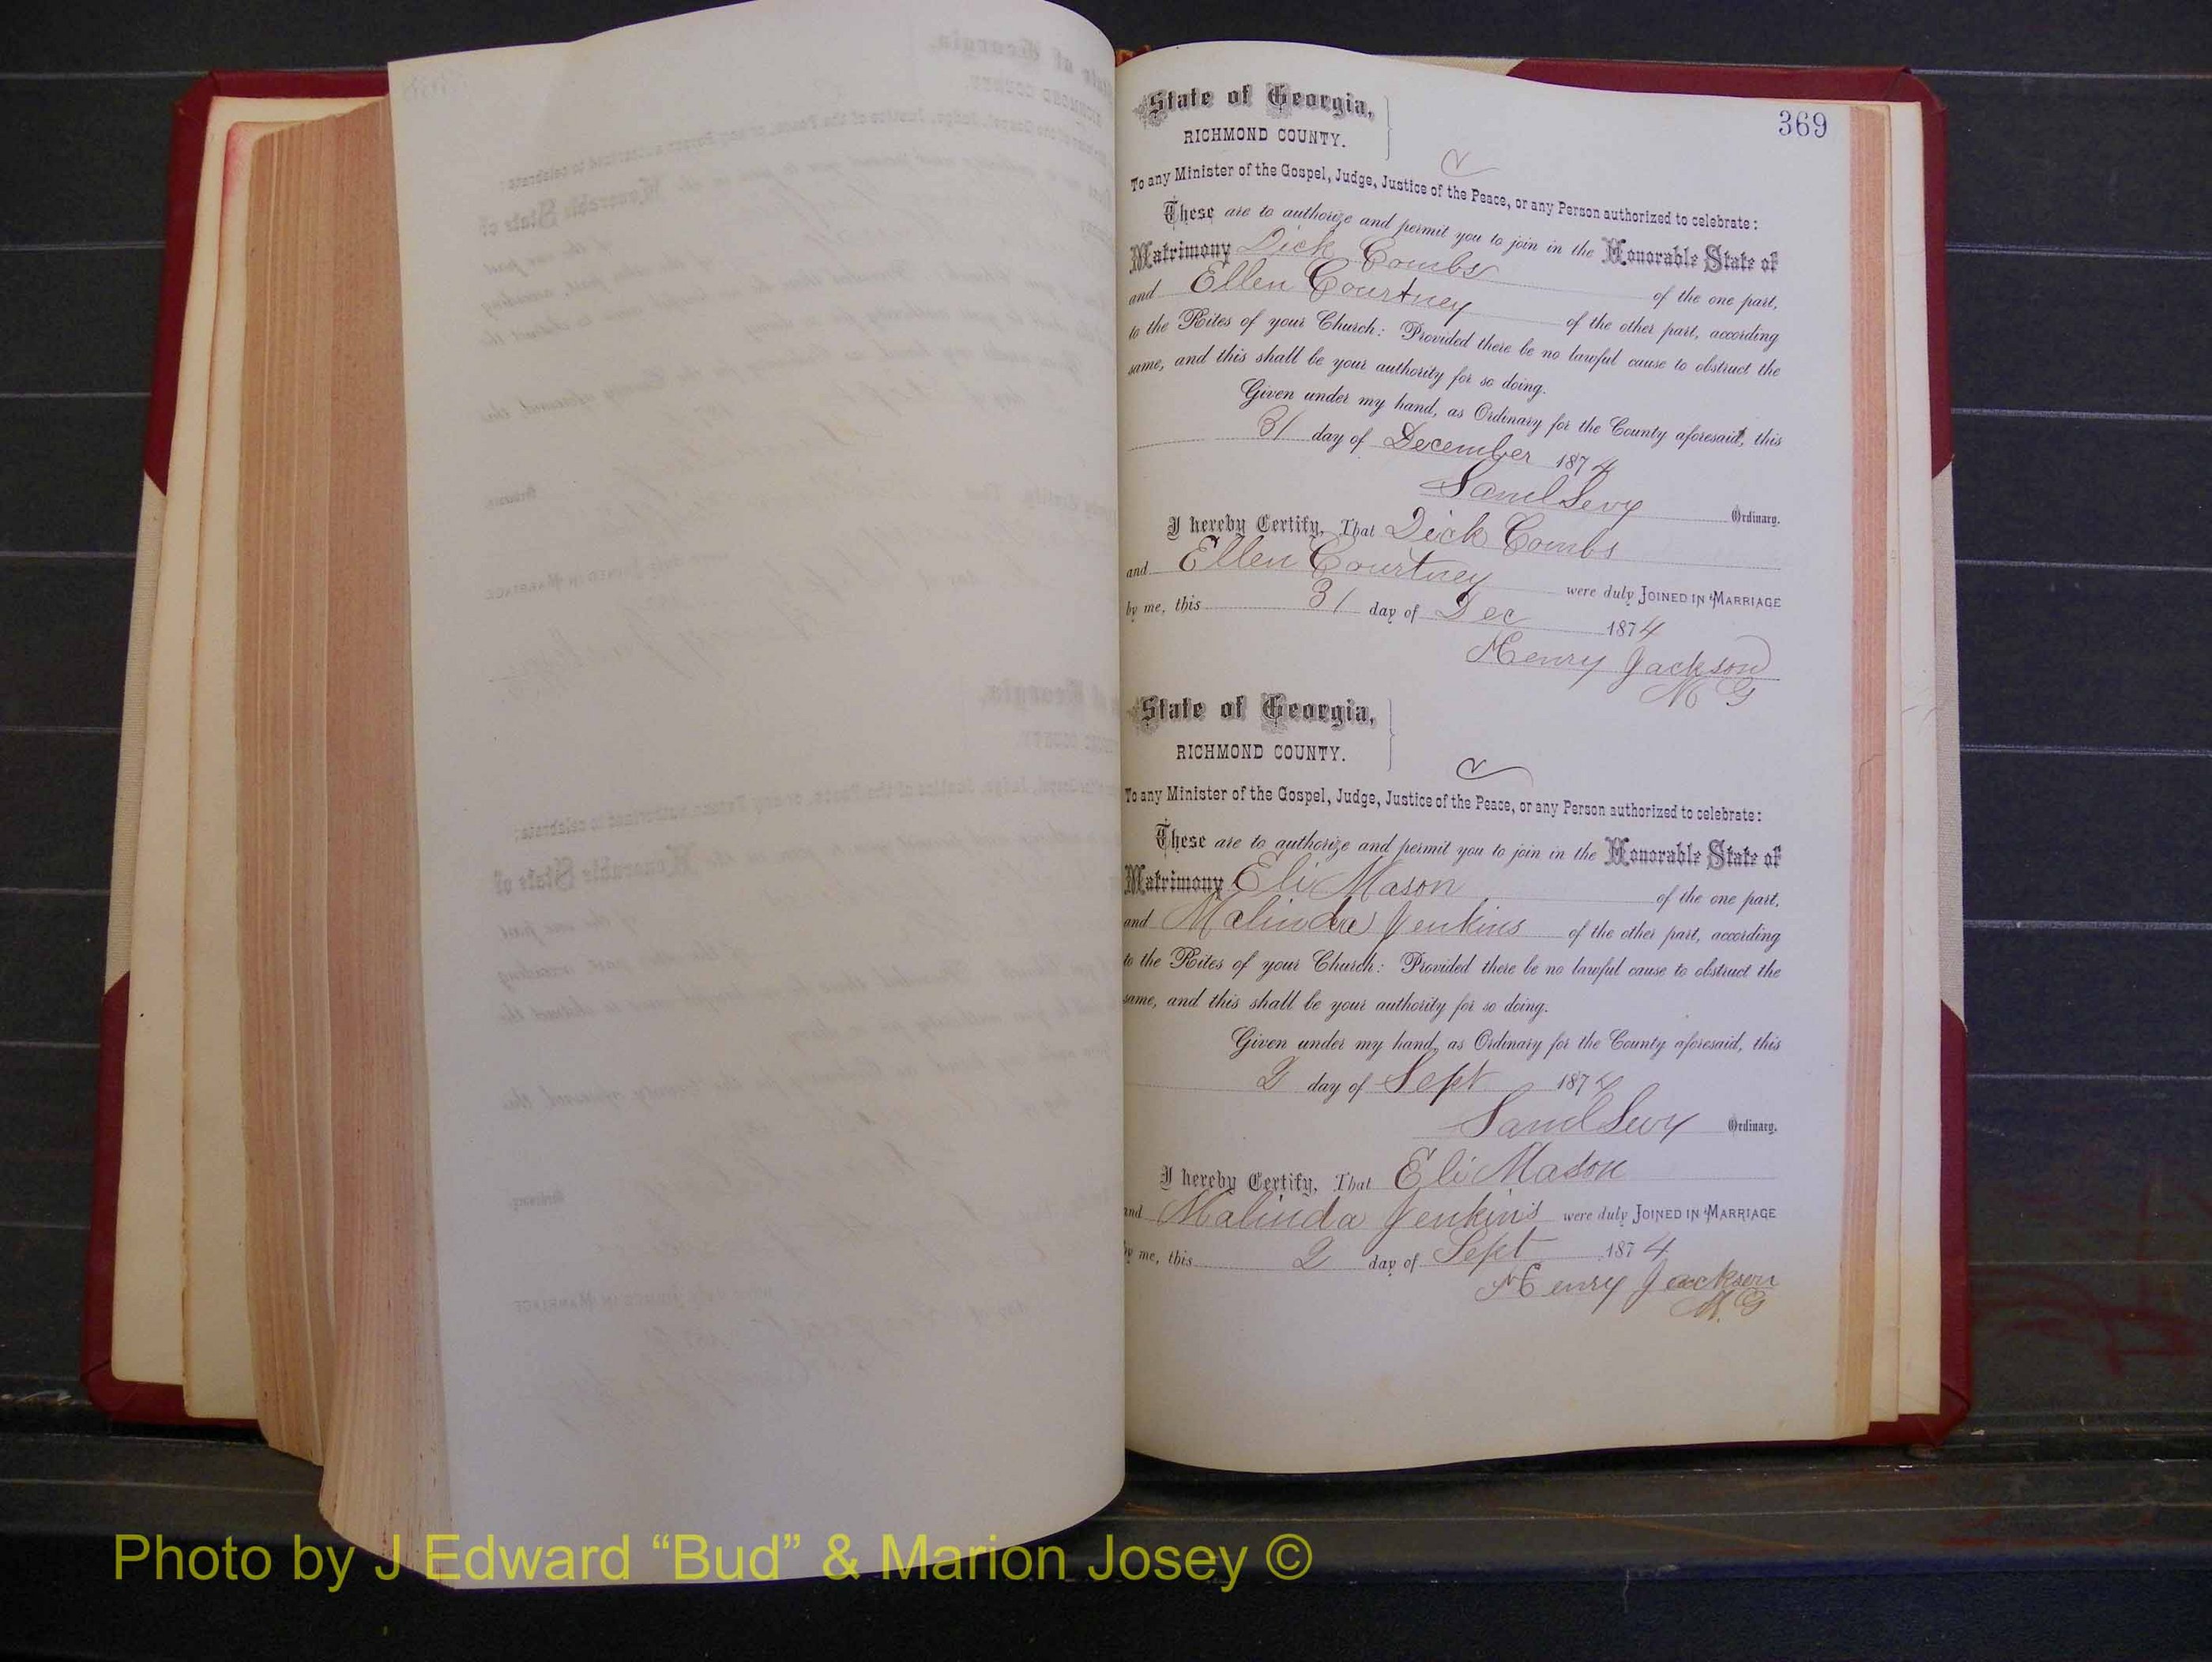 369
State of Georgia,
RICHMOND COUNTY.
To any Minister of the Gospel, Judge, Justice of the Peace, or any Person authorized to celebrate:
These are to authorize and permit you to join in the Honorable State of
Matrimony Dick Combs of the one part,
and Ellen Courtney of the other part, according
to the Rites of your Church: Provided there be no lawful cause to obstruct the
same, and this shall be your authority for so doing.
Given under my hand, as Ordinary for the County aforesaid, this
31 day of December 1874
Saml Levy Ordinary.
I hereby Certify, That Dick Combs
and Ellen Courtney were duly JOINED IN MARRIAGE
by me, this 31 day of Dec 1874
Henry Jackson
M G
State of Georgia,
RICHMOND COUNTY.
To any Minister of the Gospel, Judge, Justice of the Peace, or any Person authorized to celebrate:
These are to authorize and permit you to join in the Honorable State of
Matrimony Eli Mason of the one part,
and Malinda Jenkins of the other part, according
to the Rites of your Church: Provided there be no lawful cause to obstruct the
same, and this shall be your authority for so doing.
Given under my hand, as Ordinary for the County aforesaid, this
2 day of Sept 1874
Saml Levy Ordinary.
I hereby Certify, That Eli Mason
and Malinda Jenkins were duly JOINED IN MARRIAGE
by me, this 2 day of Sept 1874
Henry Jackson
M. G
Photo by J Edward “Bud” & Marion Josey ©